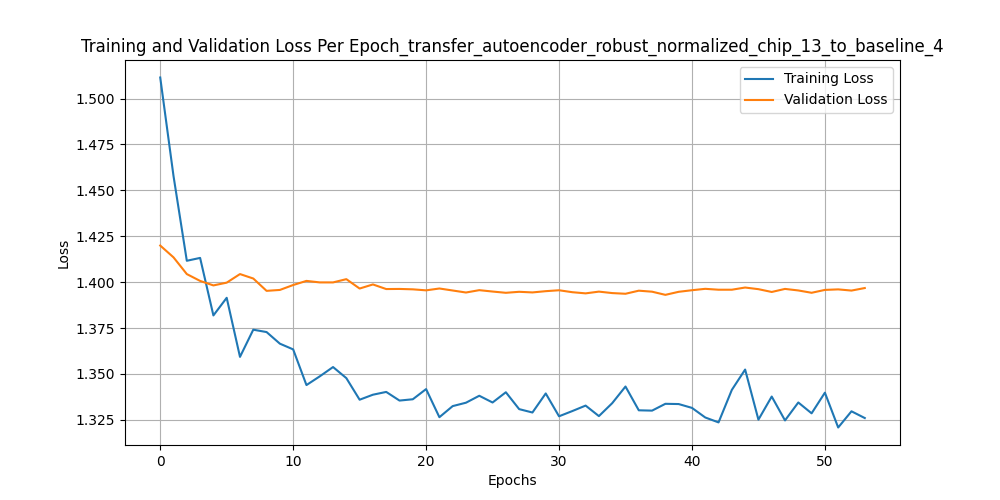 Training and Validation Loss Per Epoch_transfer_autoencoder_robust_normalized_chip_13_to_baseline_4
Training Loss
Validation Loss
1.500
1.475
1.450
1.425
1.400
1.375
1.350
1.325
Loss
0 10 20 30 40 50
Epochs